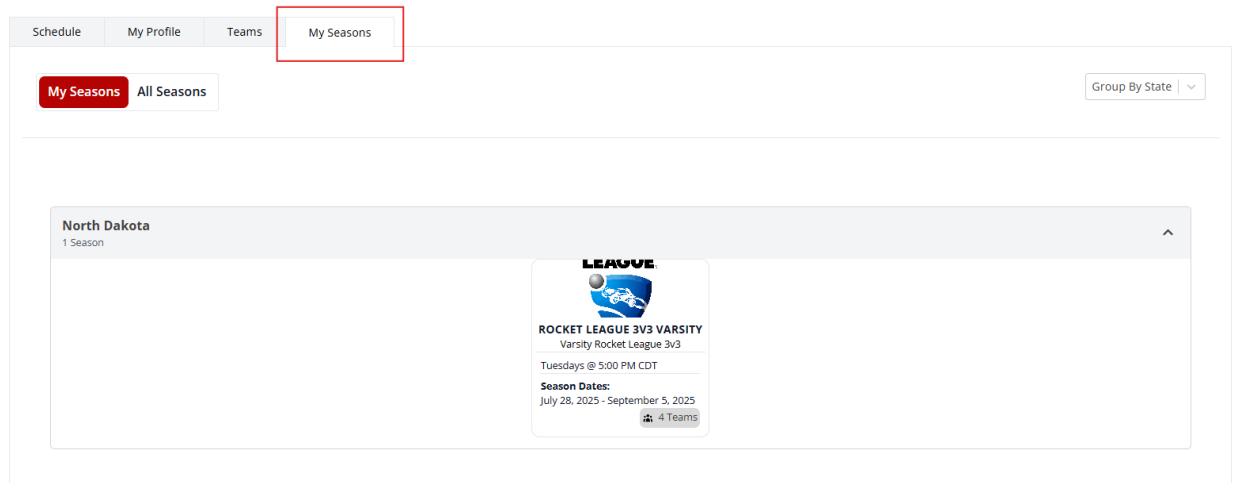 Schedule
My Profile
Teams
My Seasons
My Seasons
All Seasons
Group By State
North Dakota
1 Season
LEAGUE
ROCKET LEAGUE 3V3 VARSITY
Varsity Rocket League 3v3
Tuesdays @ 5:00 PM CDT
Season Dates:
July 28, 2025 - September 5, 2025
4 Teams